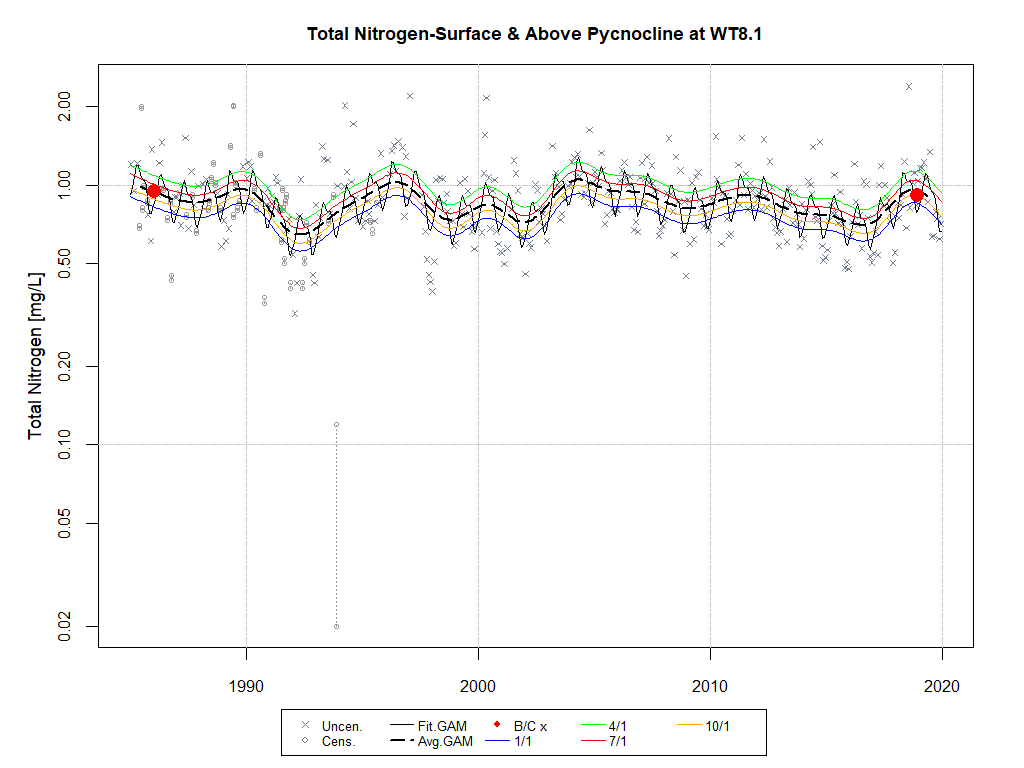 Total Nitrogen-Surface & Above Pycnocline at WT8.1
Total Nitrogen [mg/L]
2.00
1.00
0.50
0.20
0.10
0.05
0.02
1990 2000 2010 2020
Uncen. Fit.GAM B/C x 4/1 10/1
Cens. Avg.GAM 1/1 7/1